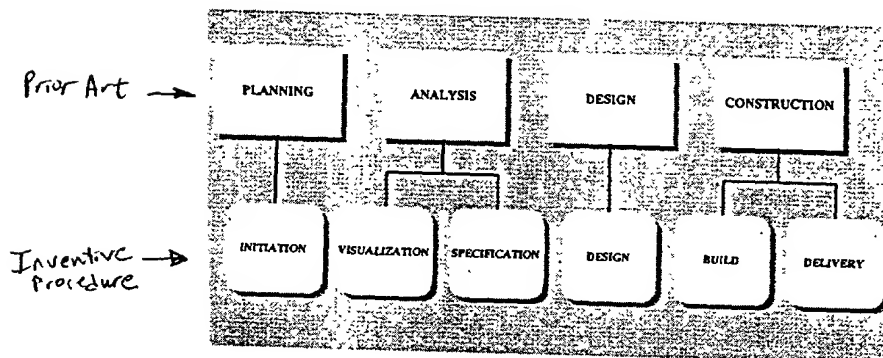 Prior Art
PLANNING
ANALYSIS
DESIGN
CONSTRUCTION
Inventive
Procedure
INITIATION
VISUALIZATION
SPECIFICATION
DESIGN
BUILD
DELIVERY